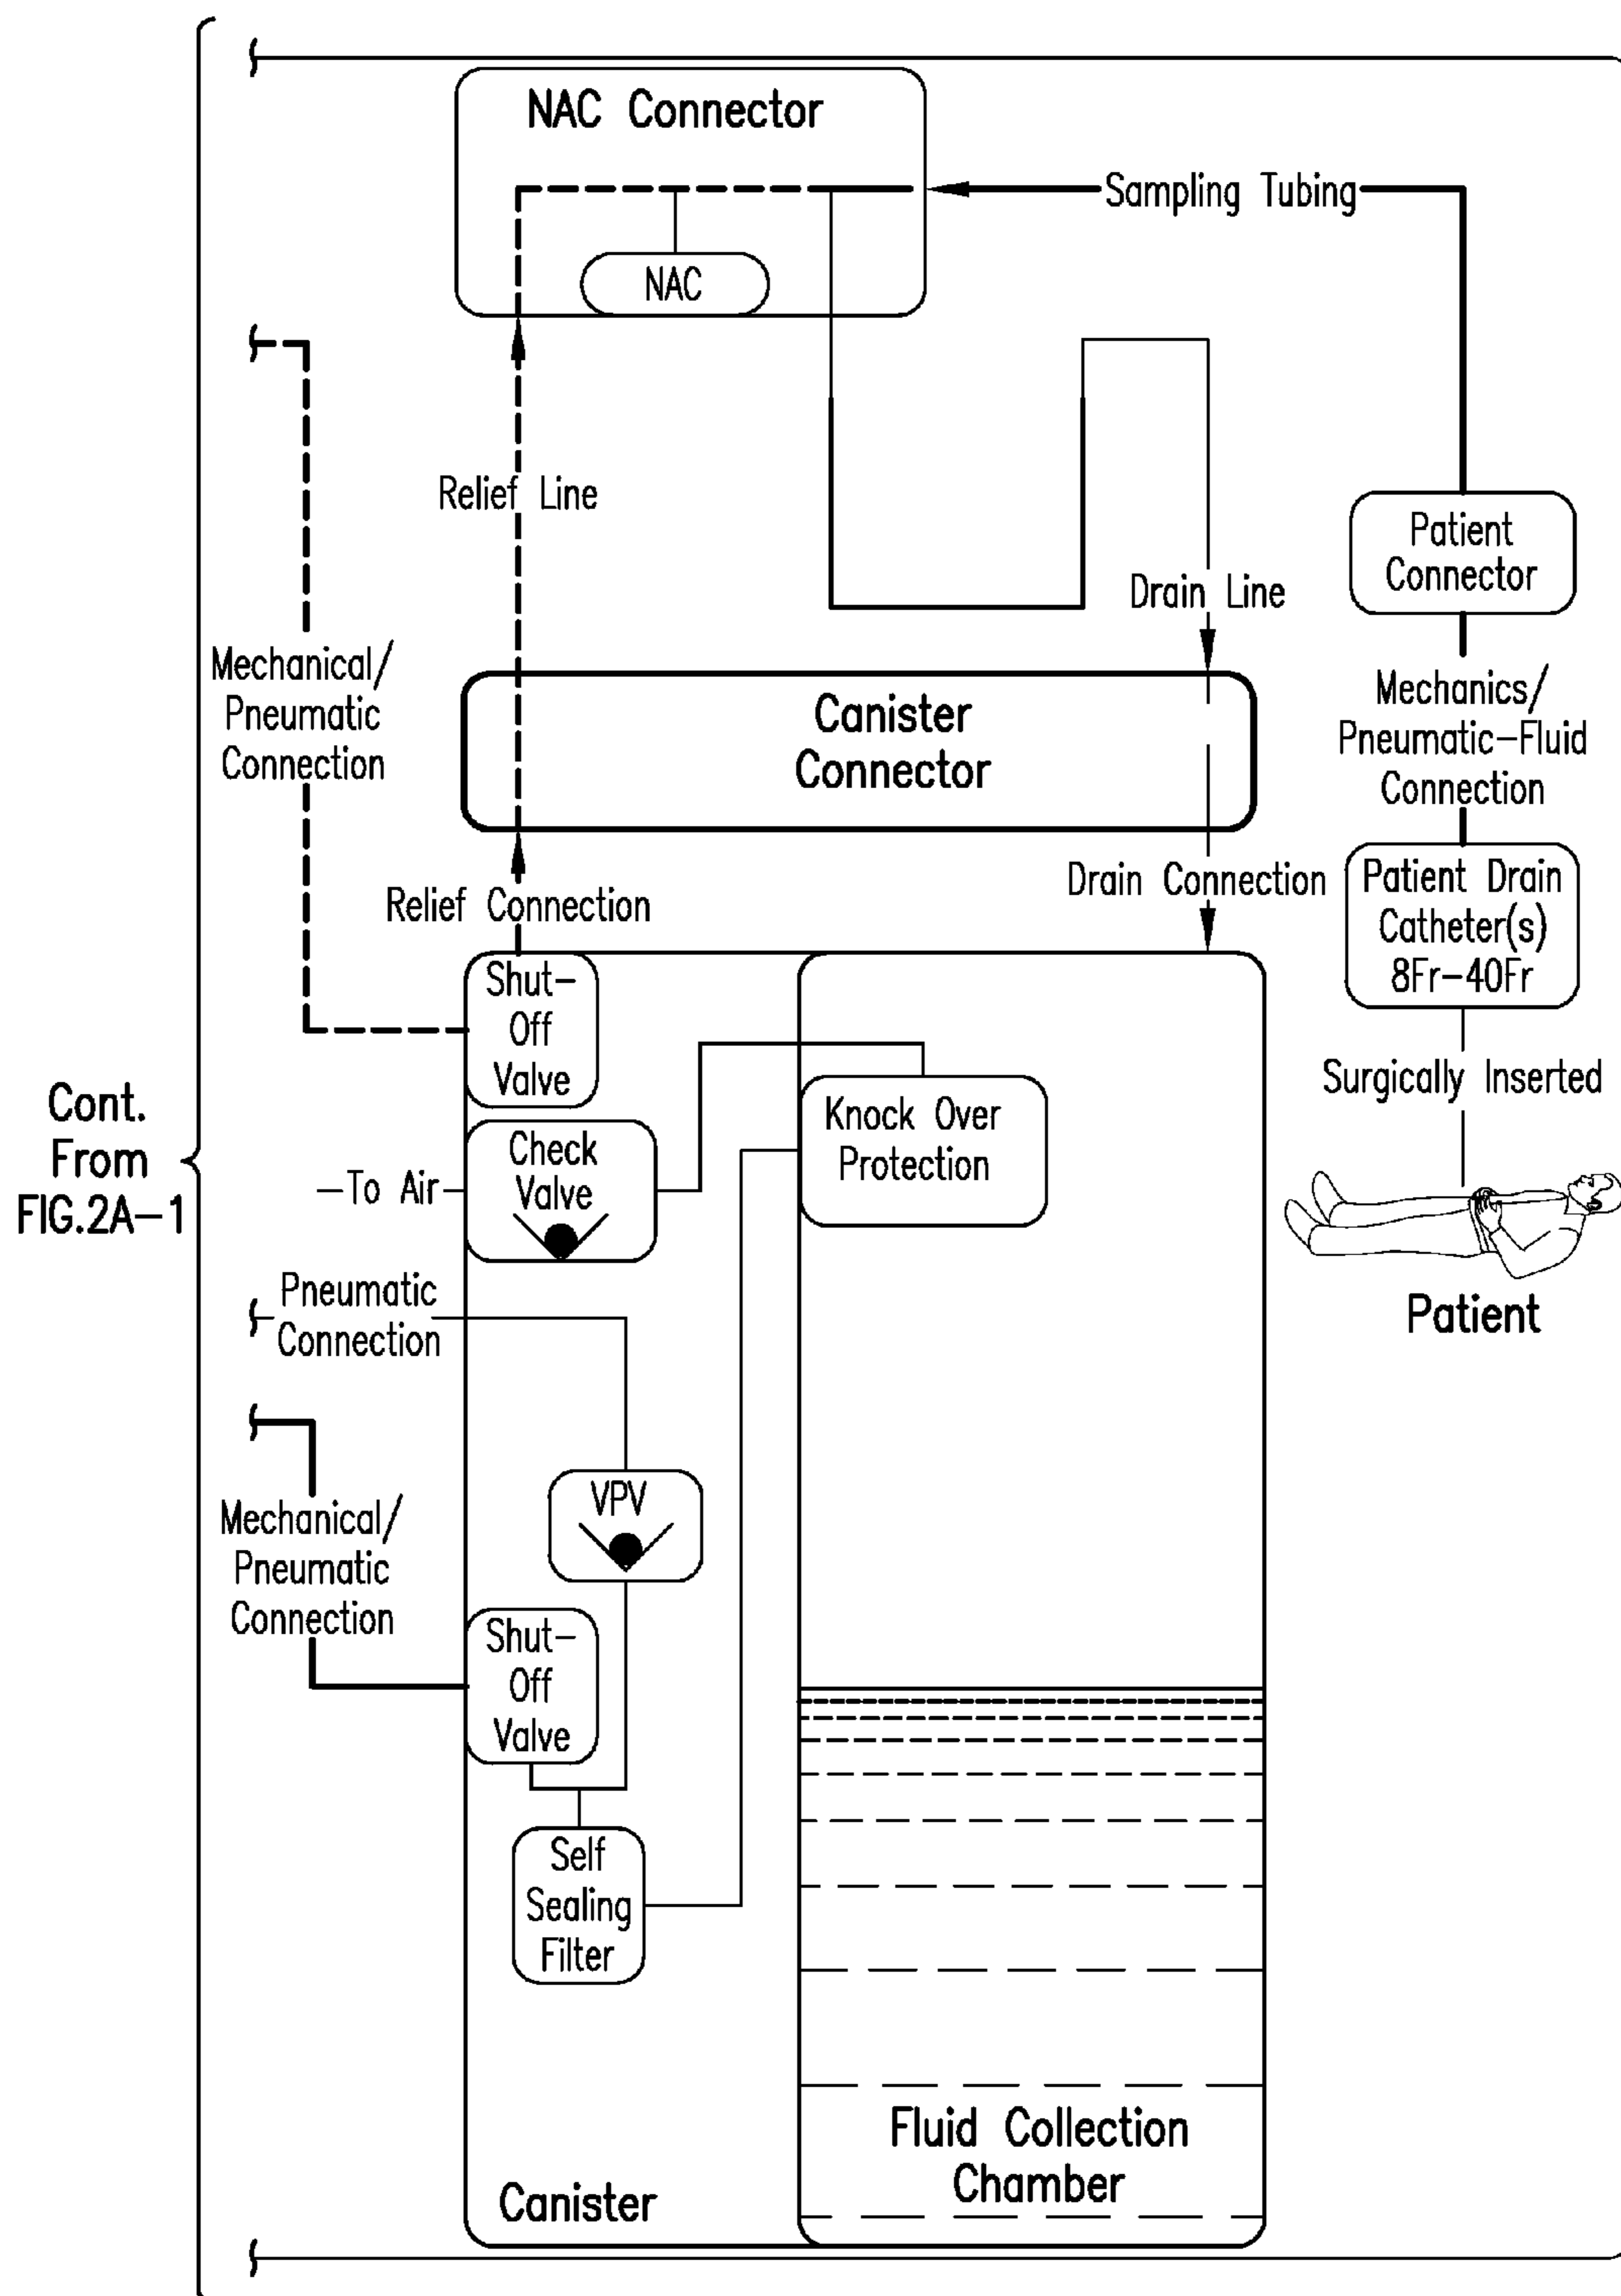 NAC Connector
Sampling Tubing
NAC
Relief Line
Patient
Connector
Drain Line
Mechanical/
Pneumatic
Connection
Canister
Connector
Mechanics/
Pneumatic-Fluid
Connection
Relief Connection
Drain Connection
Patient Drain
Catheter(s)
8Fr-40Fr
Shut-
Off
Valve
Surgically Inserted
Cont.
From
FIG.2A-1
Knock Over
Protection
Check
Valve
To Air
Patient
Pneumatic
Connection
VPV
Mechanical/
Pneumatic
Connection
Shut-
Off
Valve
Self
Sealing
Filter
Fluid Collection
Chamber
Canister